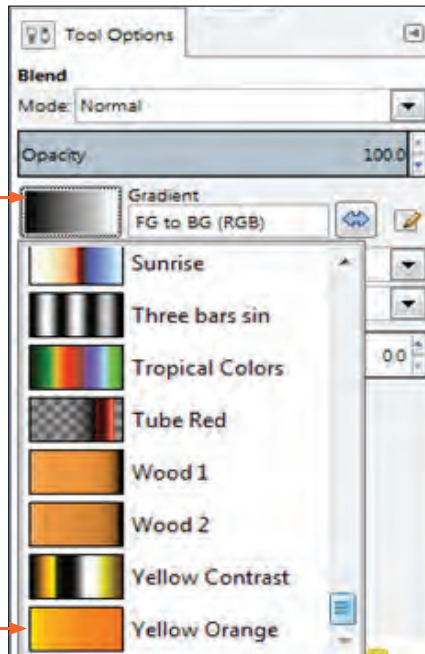 Tool Options
Blend
Mode: Normal
Opacity 100.0
Gradient
FG to BG (RGB)
Sunrise
Three bars sin
0.0
Tropical Colors
Tube Red
Wood 1
Wood 2
Yellow Contrast
Yellow Orange